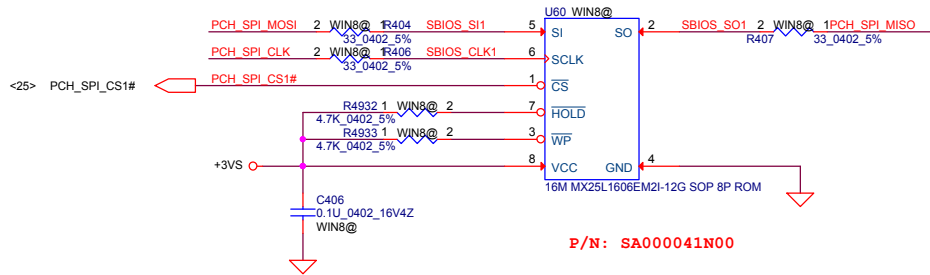 U60 WIN8@
PCH_SPI_MOSI 2 WIN8@ 1 R404 SBIOS_SI1 5 SI SO 2 SBIOS_SO1 2 WIN8@ 1 PCH_SPI_MISO
33_0402_5% R407 33_0402_5%
PCH_SPI_CLK 2 WIN8@ 1 R406 SBIOS_CLK1 6 SCLK
33_0402_5%
<25> PCH_SPI_CS1# PCH_SPI_CS1# 1 CS
R4932 1 WIN8@ 2 7 HOLD
4.7K_0402_5%
R4933 1 WIN8@ 2 3 WP
4.7K_0402_5%
+3VS 8 VCC GND 4
16M MX25L1606EM2I-12G SOP 8P ROM
C406
0.1U_0402_16V4Z
WIN8@
P/N: SA000041N00